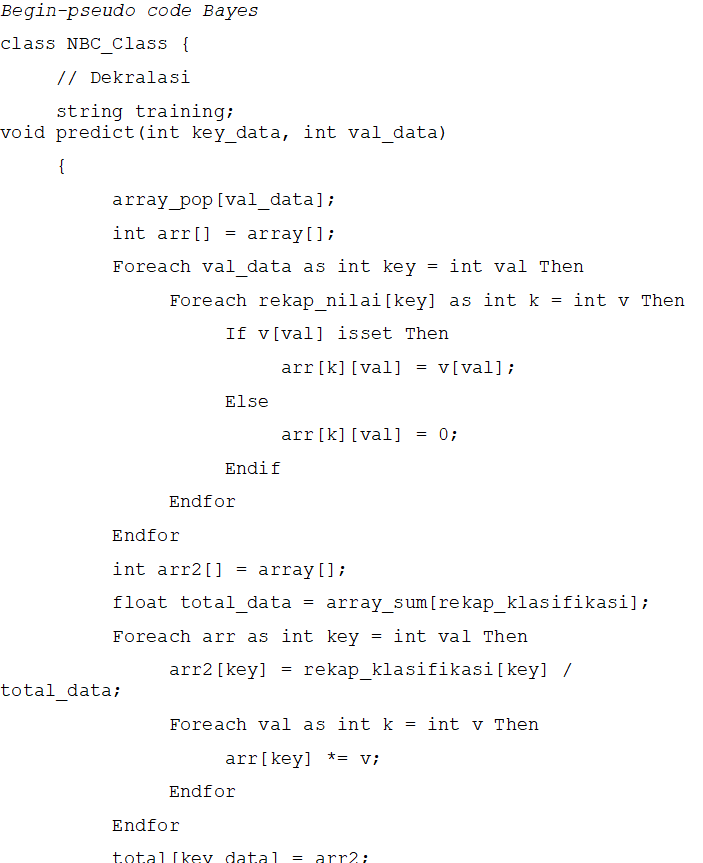 Begin-pseudo code Bayes
class NBC_Class {
// Dekralasi
string training;
void predict(int key_data, int val_data)
{
array_pop[val_data];
int arr[] = array[];
Foreach val_data as int key = int val Then
Foreach rekap_nilai[key] as int k = int v Then
If v[val] isset Then
arr[k][val] = v[val];
Else
arr[k][val] = 0;
Endif
Endfor
Endfor
int arr2[] = array[];
float total_data = array_sum[rekap_klasifikasi];
Foreach arr as int key = int val Then
arr2[key] = rekap_klasifikasi[key] /
total_data;
Foreach val as int k = int v Then
arr[key] *= v;
Endfor
Endfor
total[key_data] = arr2;